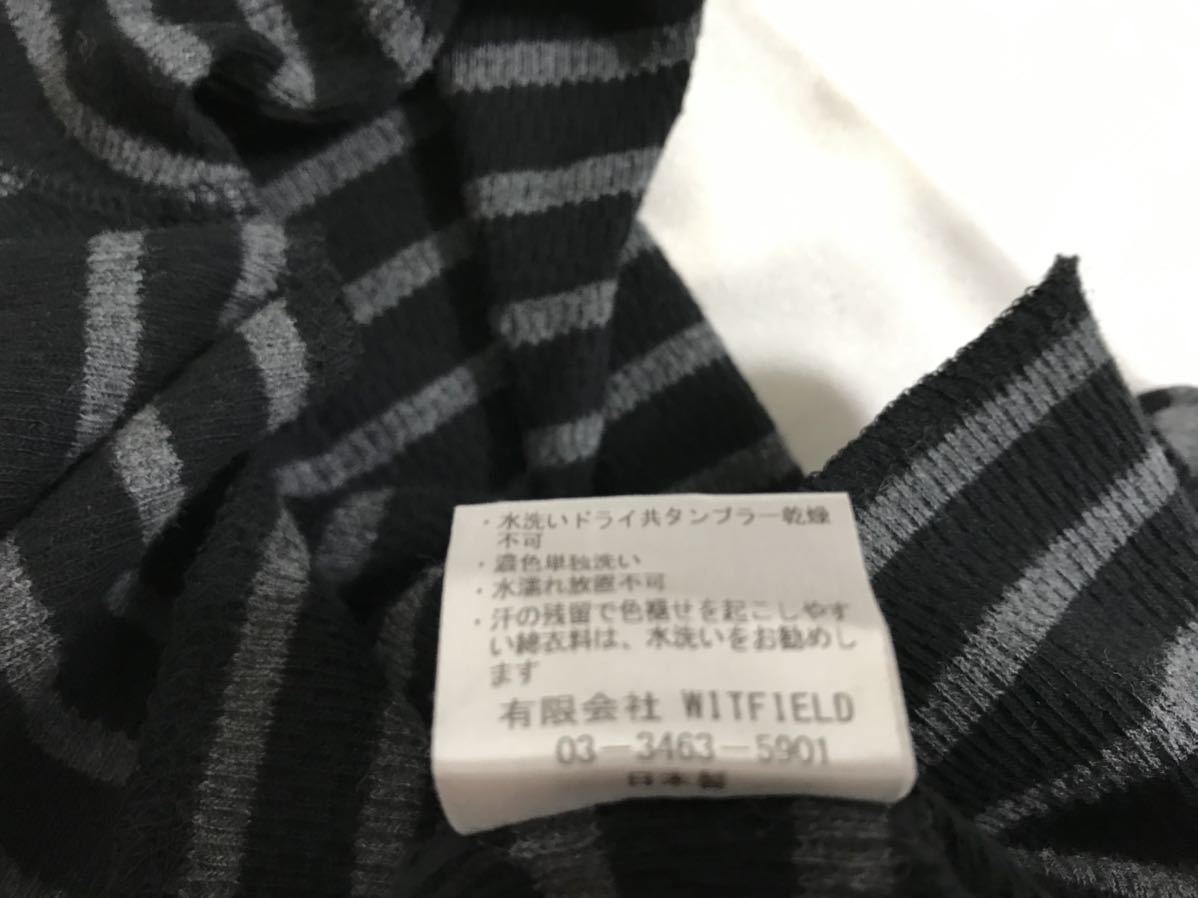 ・水洗いドライ共タンブラー乾燥
不可
・濃色単独洗い
・水濡れ放置不可
・汗の残留で色褪せを起こしやす
い綿衣料は、水洗いをお勧めし
ます
有限会社 WITFIELD
03-3463-5901
日本製